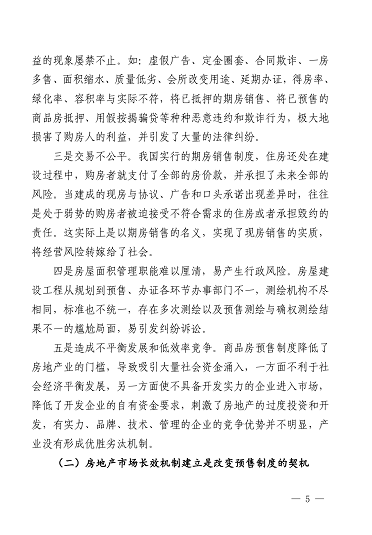 益的现象屡禁不止。如：虚假广告、定金圈套、合同欺诈、一房
多售、面积缩水、质量低劣、会所改变用途、延期办证，得房率、
绿化率、容积率与实际不符，将已抵押的期房销售、将已预售的
商品房抵押、用假按揭骗贷等种种恶意违约和欺诈行为，极大地
损害了购房人的利益，并引发了大量的法律纠纷。
三是交易不公平。我国实行的期房销售制度，住房还处在建
设过程中，购房者就支付了全部的房价款，并承担了未来全部的
风险。当建成的现房与协议、广告和口头承诺出现差异时，往往
是处于弱势的购房者被迫接受不符合需求的住房或者承担毁约的
责任。这实际上是以期房销售的名义，实现了现房销售的实质，
将经营风险转嫁给了社会。
四是房屋面积管理职能难以厘清，易产生行政风险。房屋建
设工程从规划到预售、办证各环节办事部门不一，测绘机构不尽
相同，标准也不统一，存在多次测绘以及预售测绘与确权测绘结
果不一的尴尬局面，易引发纠纷诉讼。
五是造成不平衡发展和低效率竞争。商品房预售制度降低了
房地产业的门槛，导致吸引大量社会资金涌入，一方面不利于社
会经济平衡发展，另一方面使不具备开发实力的企业进入市场，
降低了开发企业的自有资金要求，刺激了房地产的过度投资和开
发，有实力、品牌、技术、管理的企业的竞争优势并不明显，产
业没有形成优胜劣汰机制。
（二）房地产市场长效机制建立是改变预售制度的契机
— 5 —